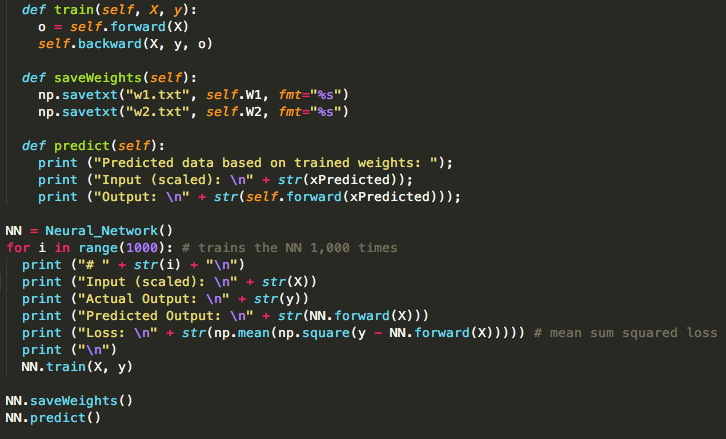 def train(self, X, y):
o = self.forward(X)
self.backward(X, y, o)
def saveWeights(self):
np.savetxt("w1.txt", self.W1, fmt="%s")
np.savetxt("w2.txt", self.W2, fmt="%s")
def predict(self):
print ("Predicted data based on trained weights: ");
print ("Input (scaled): \n" + str(xPredicted));
print ("Output: \n" + str(self.forward(xPredicted)));
NN = Neural_Network()
for i in range(1000): # trains the NN 1,000 times
print ("# " + str(i) + "\n")
print ("Input (scaled): \n" + str(X))
print ("Actual Output: \n" + str(y))
print ("Predicted Output: \n" + str(NN.forward(X)))
print ("Loss: \n" + str(np.mean(np.square(y - NN.forward(X))))) # mean sum squared loss
print ("\n")
NN.train(X, y)
NN.saveWeights()
NN.predict()